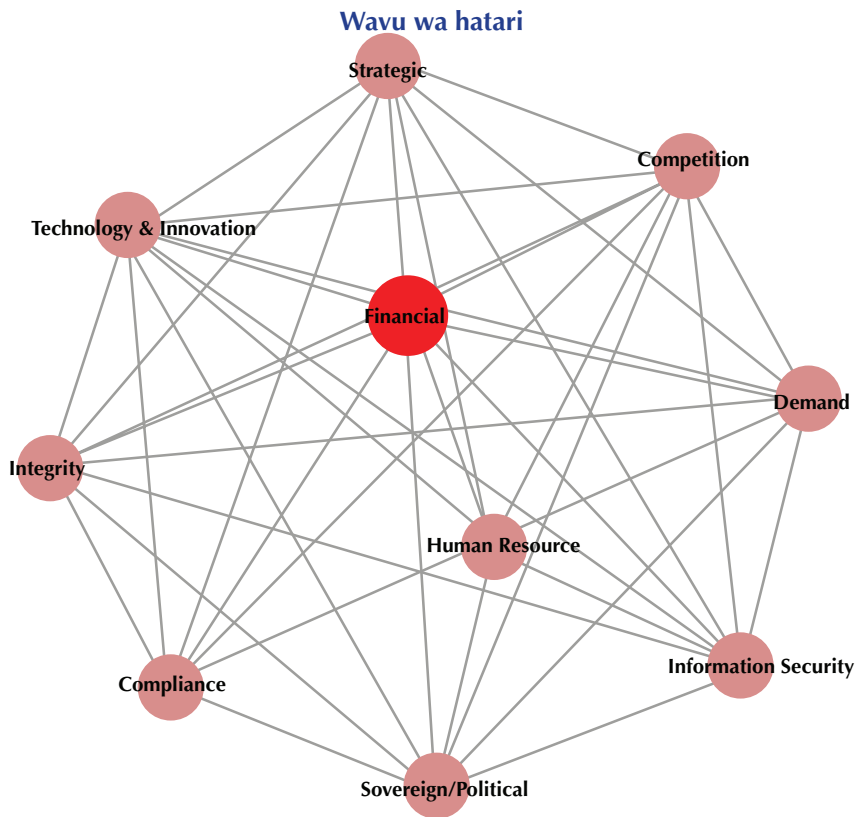 Wavu wa hatari
Strategic
Competition
Technology & Innovation
Financial
Demand
Integrity
Human Resource
Information Security
Compliance
Sovereign/Political